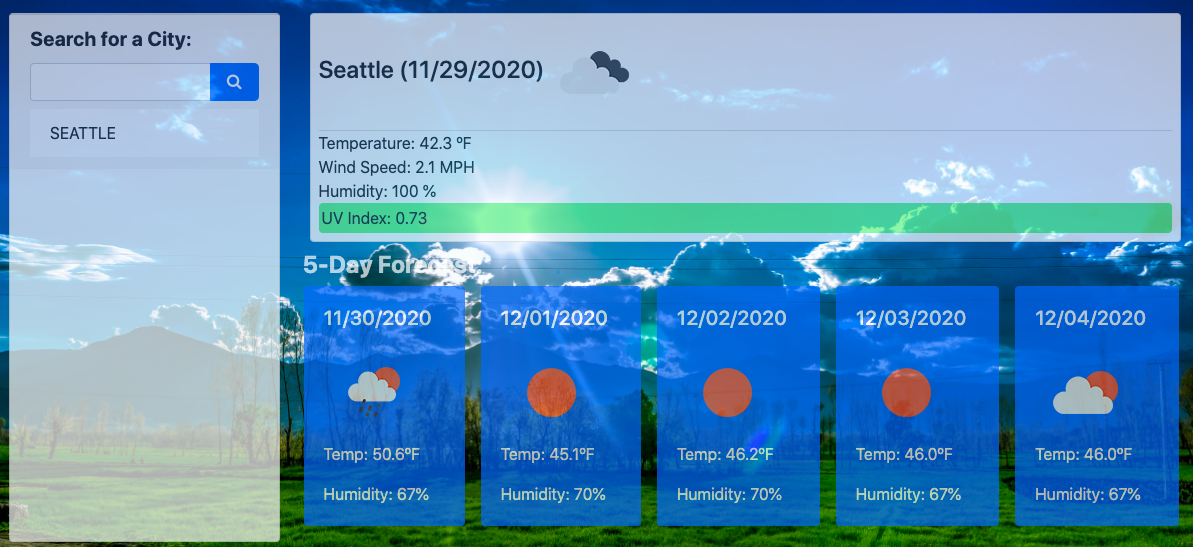 Search for a City:
SEATTLE
Seattle (11/29/2020)
Temperature: 42.3 ºF
Wind Speed: 2.1 MPH
Humidity: 100 %
UV Index: 0.73
5-Day Forecast
11/30/2020
Temp: 50.6ºF
Humidity: 67%
12/01/2020
Temp: 45.1ºF
Humidity: 70%
12/02/2020
Temp: 46.2ºF
Humidity: 70%
12/03/2020
Temp: 46.0ºF
Humidity: 67%
12/04/2020
Temp: 46.0ºF
Humidity: 67%